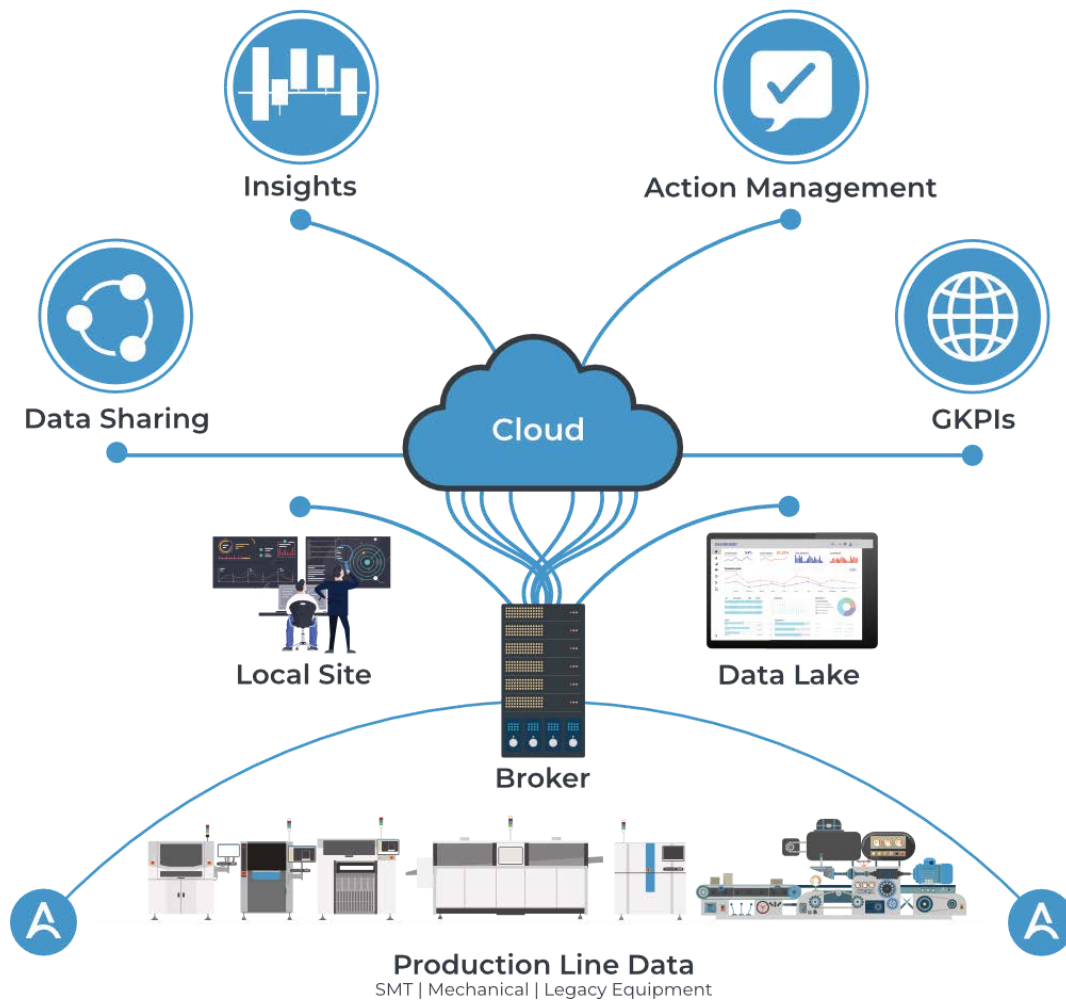 Insights
Action Management
Data Sharing
GKPIs
Cloud
Local Site
Data Lake
Broker
Production Line Data
SMT | Mechanical | Legacy Equipment